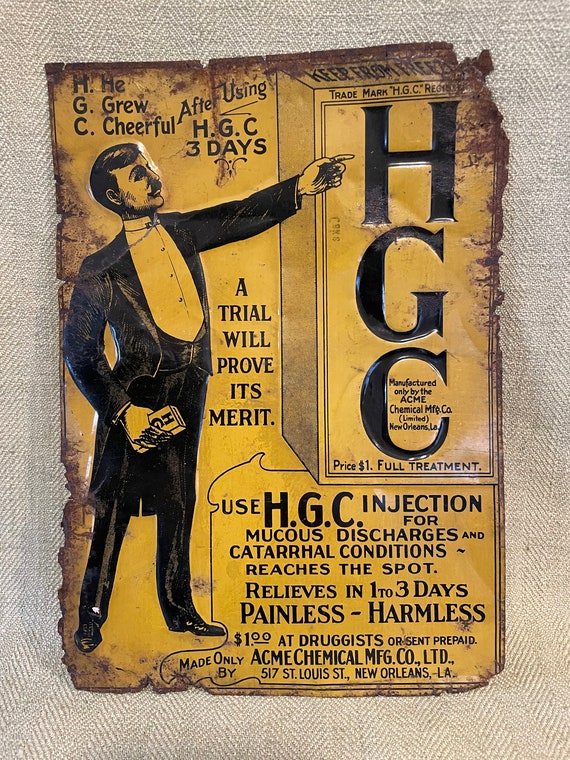 H. He
G. Grew
C. Cheerful
After Using
H.G.C
3 DAYS
KEEP FROM
TRADE MARK "H.G.C."
H
G
C
Manufactured
only by the
ACME
Chemical Mfg. Co.
(Limited)
New Orleans, La.
Price $1. FULL TREATMENT.
A
TRIAL
WILL
PROVE
ITS
MERIT.
HGC
USE H.G.C. INJECTION
FOR
MUCOUS DISCHARGES AND
CATARRHAL CONDITIONS ~
REACHES THE SPOT.
RELIEVES IN 1 TO 3 DAYS
PAINLESS - HARMLESS
$1.00 AT DRUGGISTS OR SENT PREPAID.
MADE ONLY BY ACME CHEMICAL MFG. CO., LTD.,
517 ST. LOUIS ST., NEW ORLEANS, LA.